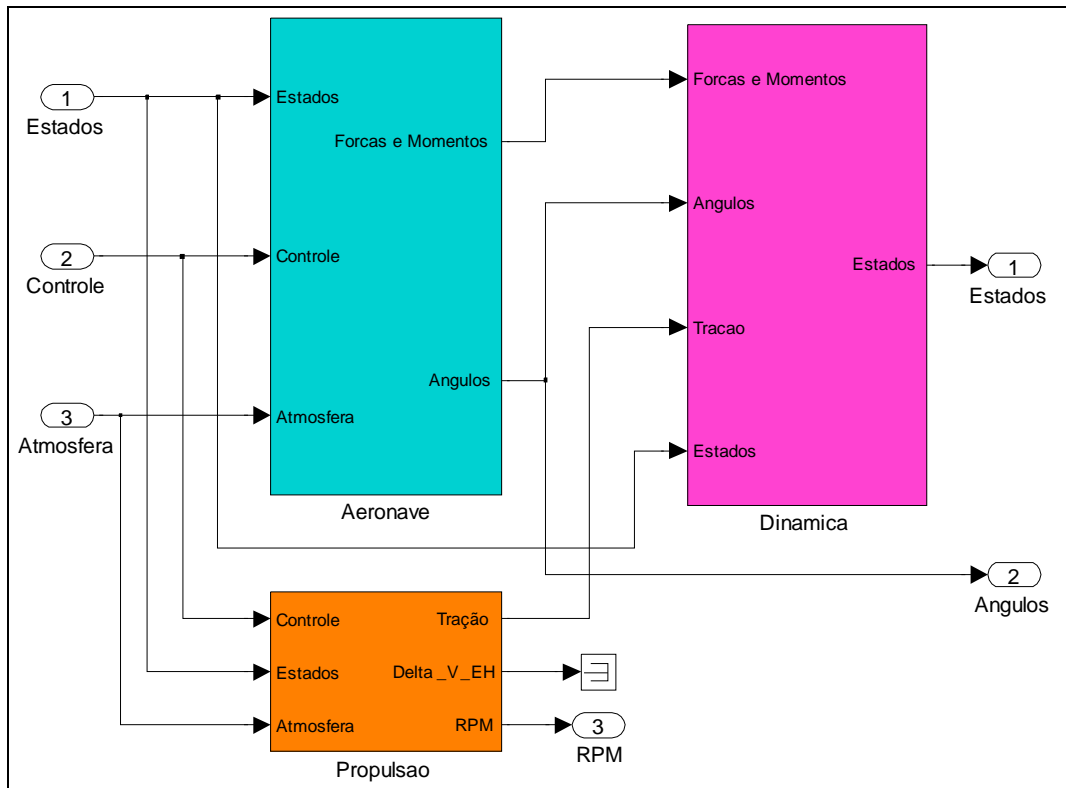 1
Estados
2
Controle
3
Atmosfera
Estados
Forcas e Momentos
Controle
Angulos
Atmosfera
Aeronave
Forcas e Momentos
Angulos
Estados
Tracao
Estados
Dinamica
1
Estados
2
Angulos
Controle
Tração
Estados
Delta _V_EH
Atmosfera
RPM
Propulsao
3
RPM